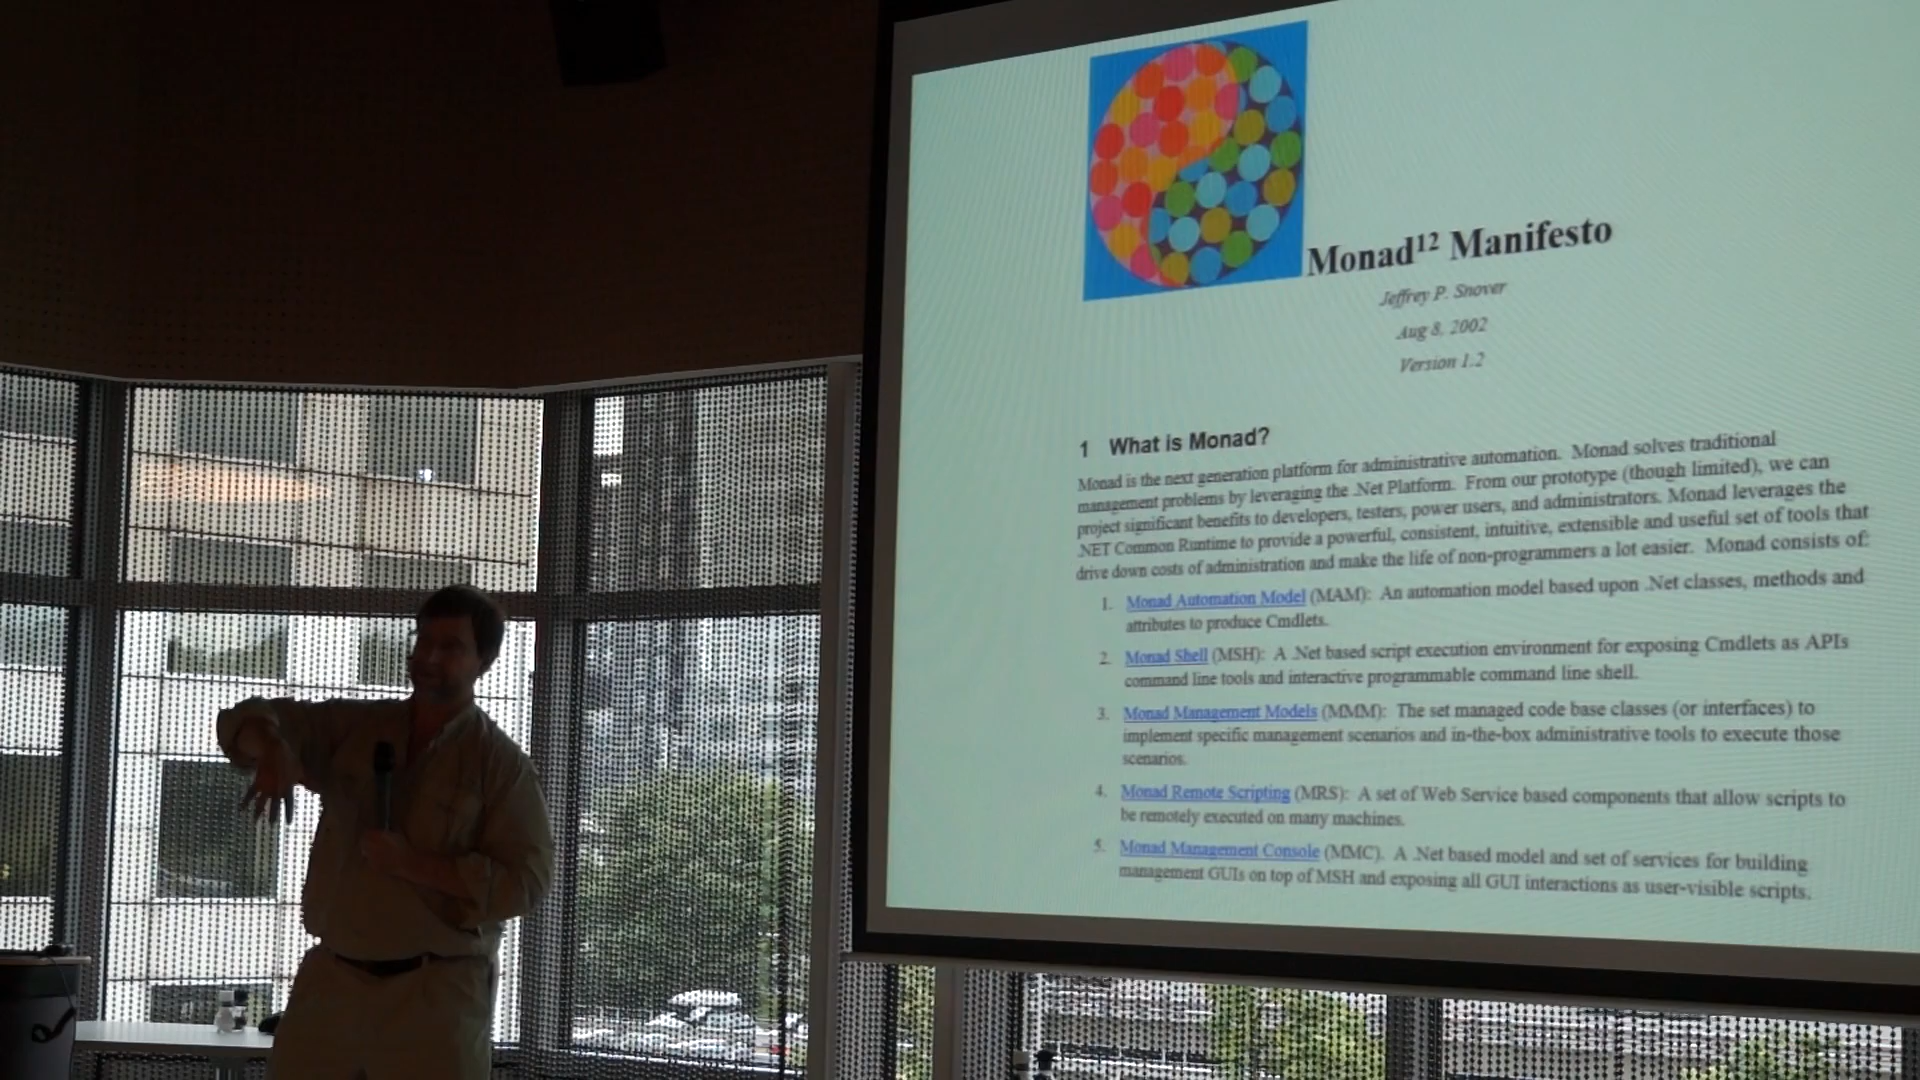 Monad12 Manifesto
Jeffrey P. Snover
Aug 8, 2002
Version 1.2
1 What is Monad?
Monad is the next generation platform for administrative automation. Monad solves traditional
management problems by leveraging the .Net Platform. From our prototype (though limited), we can
project significant benefits to developers, testers, power users, and administrators. Monad leverages the
.NET Common Runtime to provide a powerful, consistent, intuitive, extensible and useful set of tools that
drive down costs of administration and make the life of non-programmers a lot easier. Monad consists of:
1. Monad Automation Model (MAM): An automation model based upon .Net classes, methods and
attributes to produce Cmdlets.
2. Monad Shell (MSH): A .Net based script execution environment for exposing Cmdlets as APIs
command line tools and interactive programmable command line shell.
3. Monad Management Models (MMM): The set managed code base classes (or interfaces) to
implement specific management scenarios and in-the-box administrative tools to execute those
scenarios.
4. Monad Remote Scripting (MRS): A set of Web Service based components that allow scripts to
be remotely executed on many machines.
5. Monad Management Console (MMC). A .Net based model and set of services for building
management GUIs on top of MSH and exposing all GUI interactions as user-visible scripts.